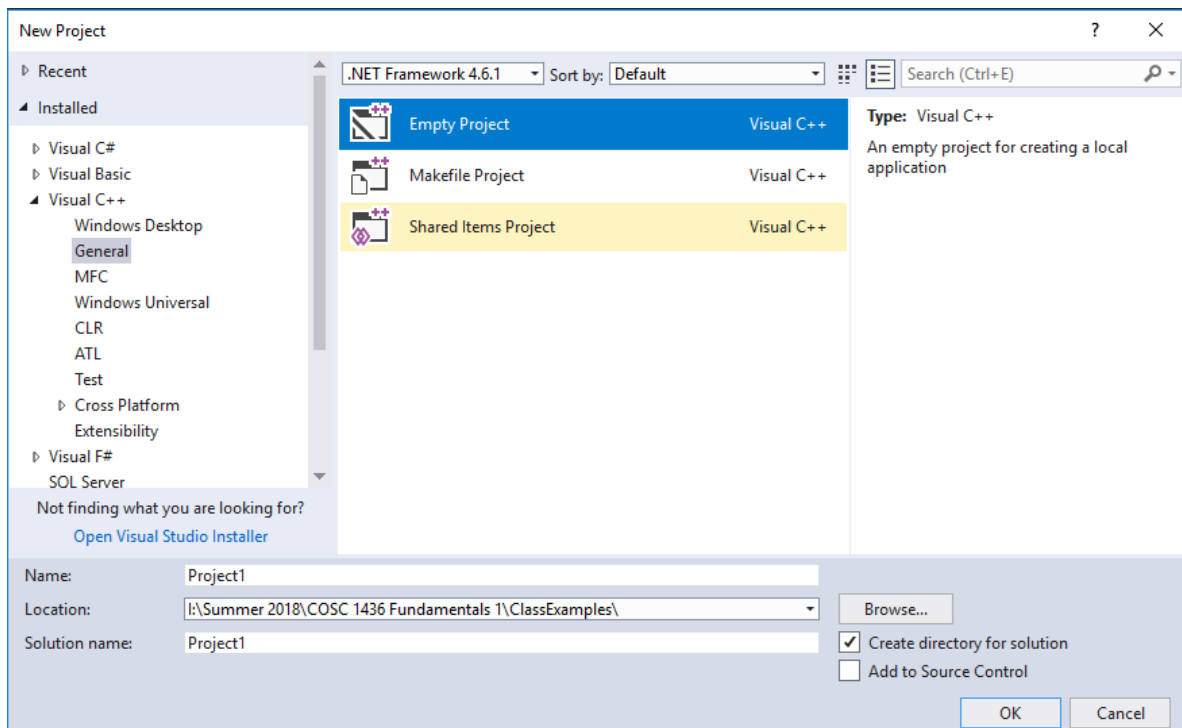 New Project ?
Recent
Installed
Visual C#
Visual Basic
Visual C++
Windows Desktop
General
MFC
Windows Universal
CLR
ATL
Test
Cross Platform
Extensibility
Visual F#
SQL Server
Not finding what you are looking for?
Open Visual Studio Installer
.NET Framework 4.6.1 Sort by: Default Search (Ctrl+E)
Empty Project Visual C++
Makefile Project Visual C++
Shared Items Project Visual C++
Type: Visual C++
An empty project for creating a local
application
Name: Project1
Location: I:\Summer 2018\COSC 1436 Fundamentals 1\ClassExamples\ Browse...
Solution name: Project1
Create directory for solution
Add to Source Control
OK Cancel